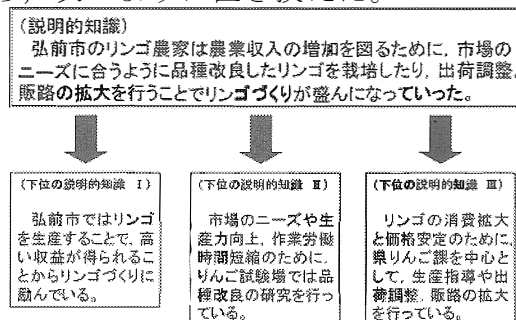 (説明的知識)
弘前市のリンゴ農家は農業収入の増加を図るために，市場の
ニーズに合うように品種改良したリンゴを栽培したり，出荷調整，
販路の拡大を行うことでリンゴづくりが盛んになっていった。
(下位の説明的知識 Ⅰ)
弘前市ではリンゴ
を生産することで，高
い収益が得られるこ
とからリンゴづくりに
励んでいる。
(下位の説明的知識 Ⅱ)
市場のニーズや生
産力向上，作業労働
時間短縮のために，
りんご試験場では品
種改良の研究を行っ
ている。
(下位の説明的知識 Ⅲ)
リンゴの消費拡大
と価格安定のために，
県りんご課を中心と
して，生産指導や出
荷調整，販路の拡大
を行っている。